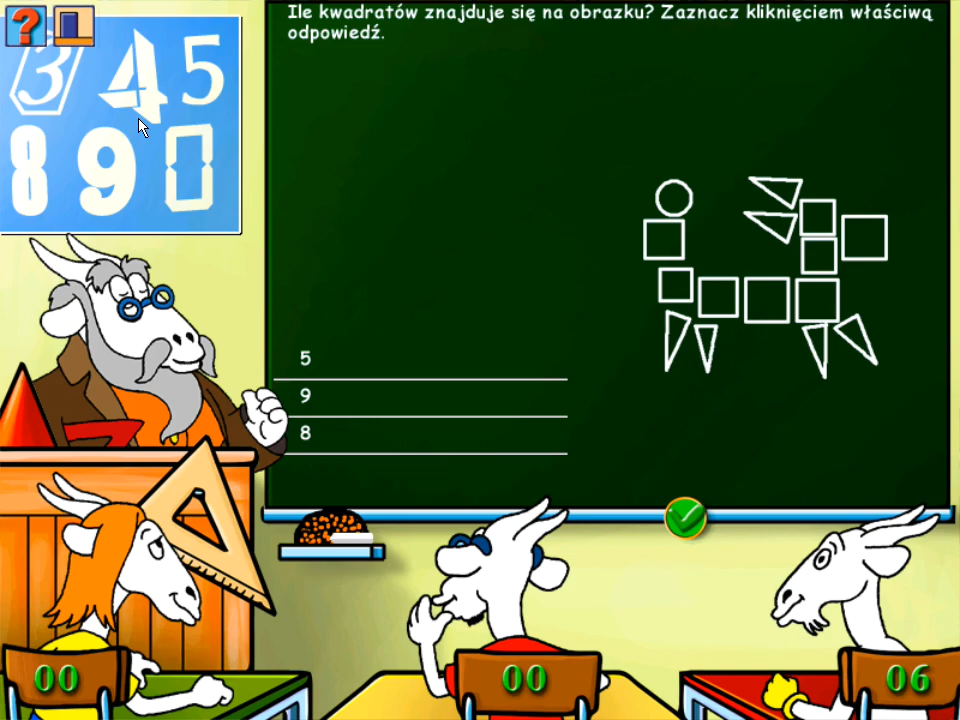 ?
3 4 5
8 9 0
Ile kwadratów znajduje się na obrazku? Zaznacz kliknięciem właściwą
odpowiedź.
5
9
8
00 00 06